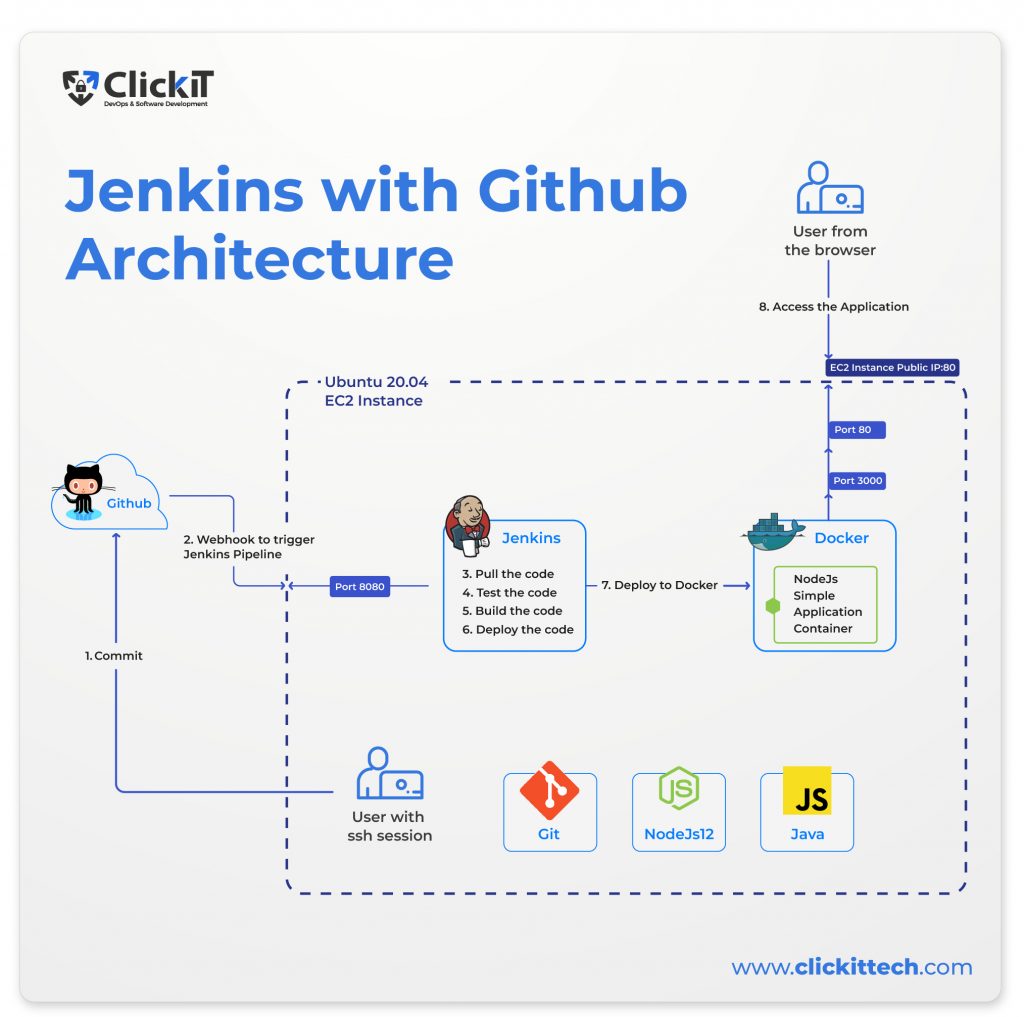 ClickIT
DevOps & Software Development
Jenkins with Github
Architecture
User from
the browser
8. Access the Application
EC2 Instance Public IP:80
Ubuntu 20.04
EC2 Instance
Port 80
Port 3000
Github
2. Webhook to trigger
Jenkins Pipeline
Port 8080
Jenkins
3. Pull the code
4. Test the code
5. Build the code
6. Deploy the code
7. Deploy to Docker
Docker
NodeJs
Simple
Application
Container
1. Commit
User with
ssh session
Git
JS
NodeJs12
JS
Java
www.clickittech.com